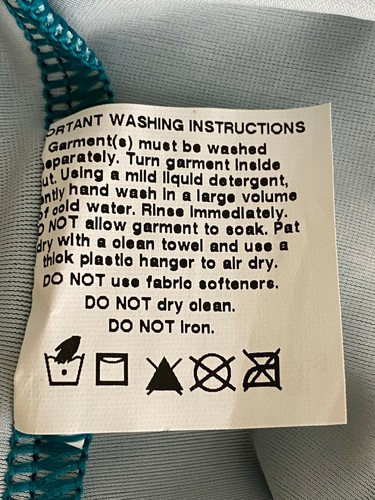 ORTANT WASHING INSTRUCTIONS
Garment(s) must be washed
eparately. Turn garment inside
ut. Using a mild liquid detergent,
ently hand wash in a large volume
of cold water. Rinse immediately.
O NOT allow garment to soak. Pat
dry with a clean towel and use a
thick plastic hanger to air dry.
DO NOT use fabric softeners.
DO NOT dry clean.
DO NOT iron.